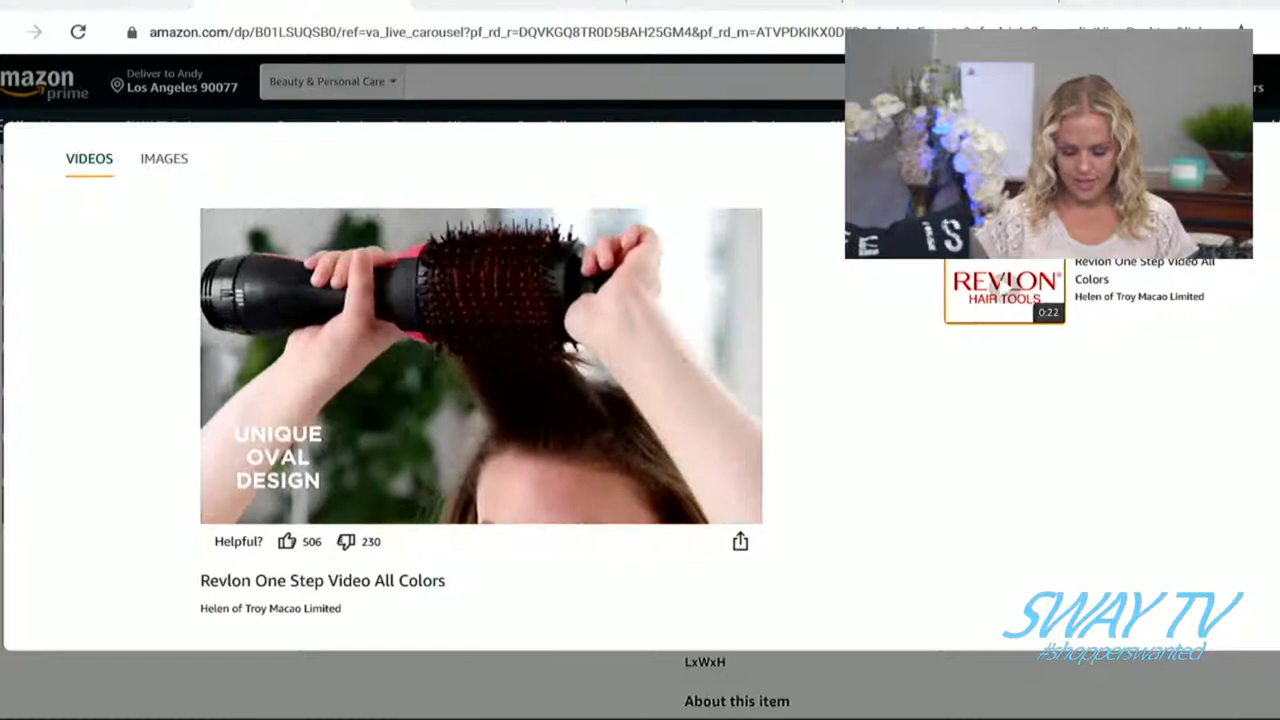 amazon.com/dp/B01LSUQSB0/ref=va_live_carousel?pf_rd_r=DQVKGQ8TR0D5BAH25GM4&pf_rd_m=ATVPDKIKX0D
mazon
prime
Deliver to Andy
Los Angeles 90077
Beauty & Personal Care
rs
VIDEOS
IMAGES
UNIQUE
OVAL
DESIGN
REVLON®
HAIR TOOLS
0:22
Revlon One Step Video All
Colors
Helen of Troy Macao Limited
Helpful?
506
230
Revlon One Step Video All Colors
Helen of Troy Macao Limited
SWAY TV
#shopperswanted
LxWxH
About this item